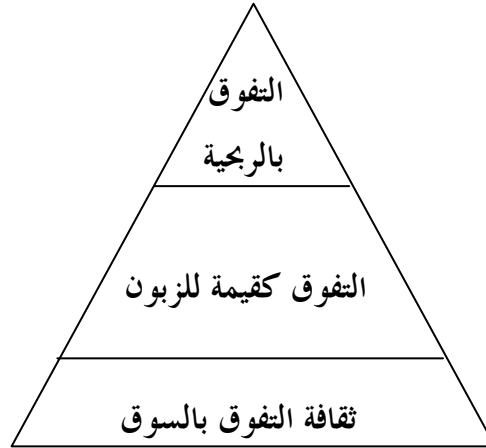 التفوق
بالربحية
التفوق كقيمة للزبون
ثقافة التفوق بالسوق